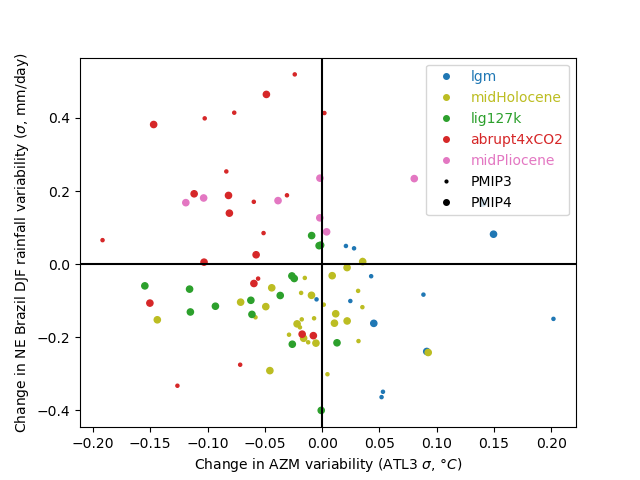 Change in NE Brazil DJF rainfall variability (σ, mm/day)
0.4
0.2
0.0
−0.2
−0.4
lgm
midHolocene
lig127k
abrupt4xCO2
midPliocene
PMIP3
PMIP4
−0.20 −0.15 −0.10 −0.05 0.00 0.05 0.10 0.15 0.20
Change in AZM variability (ATL3 σ, °C)